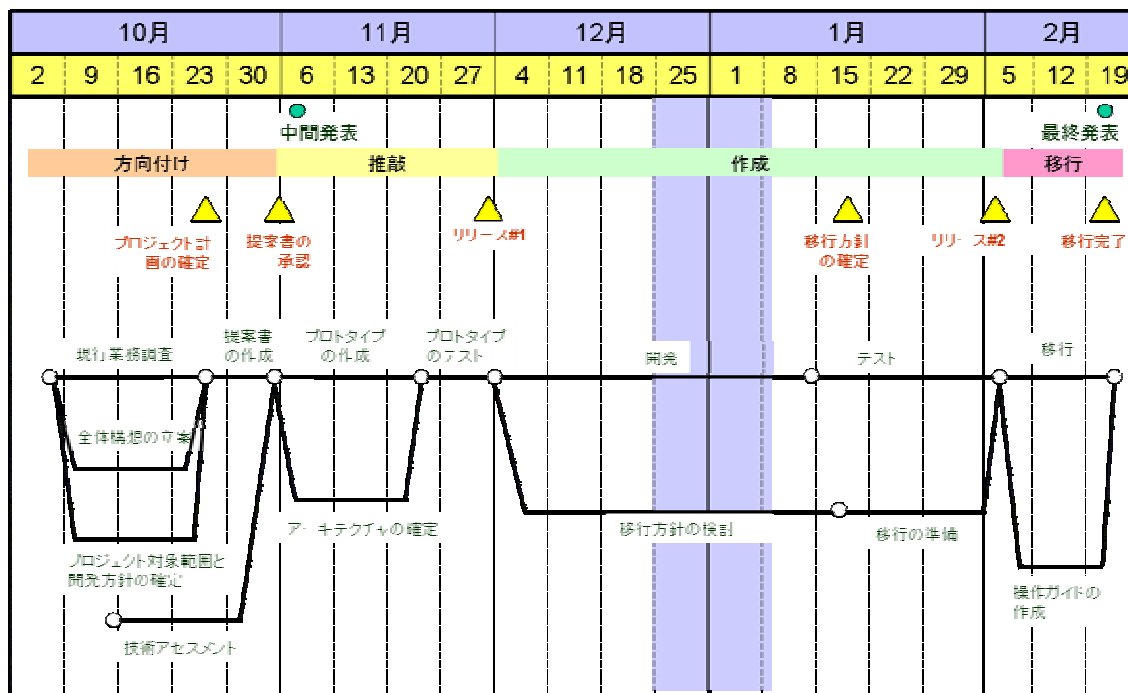 10月 11月 12月 1月 2月
2 9 16 23 30 6 13 20 27 4 11 18 25 1 8 15 22 29 5 12 19
中間発表 最終発表
方向付け 推敲 作成 移行
プロジェクト計
画の確定
提案書の
承認
リリース#1
移行方針
の確定
リリース#2
移行完了
現行業務調査
提案書
の作成
プロトタイプ
の作成
プロトタイプ
のテスト
開発
テスト
移行
全体構想の立案
アーキテクチャの確定
移行方針の検討
移行の準備
プロジェクト対象範囲と
開発方針の確定
操作ガイドの
作成
技術アセスメント